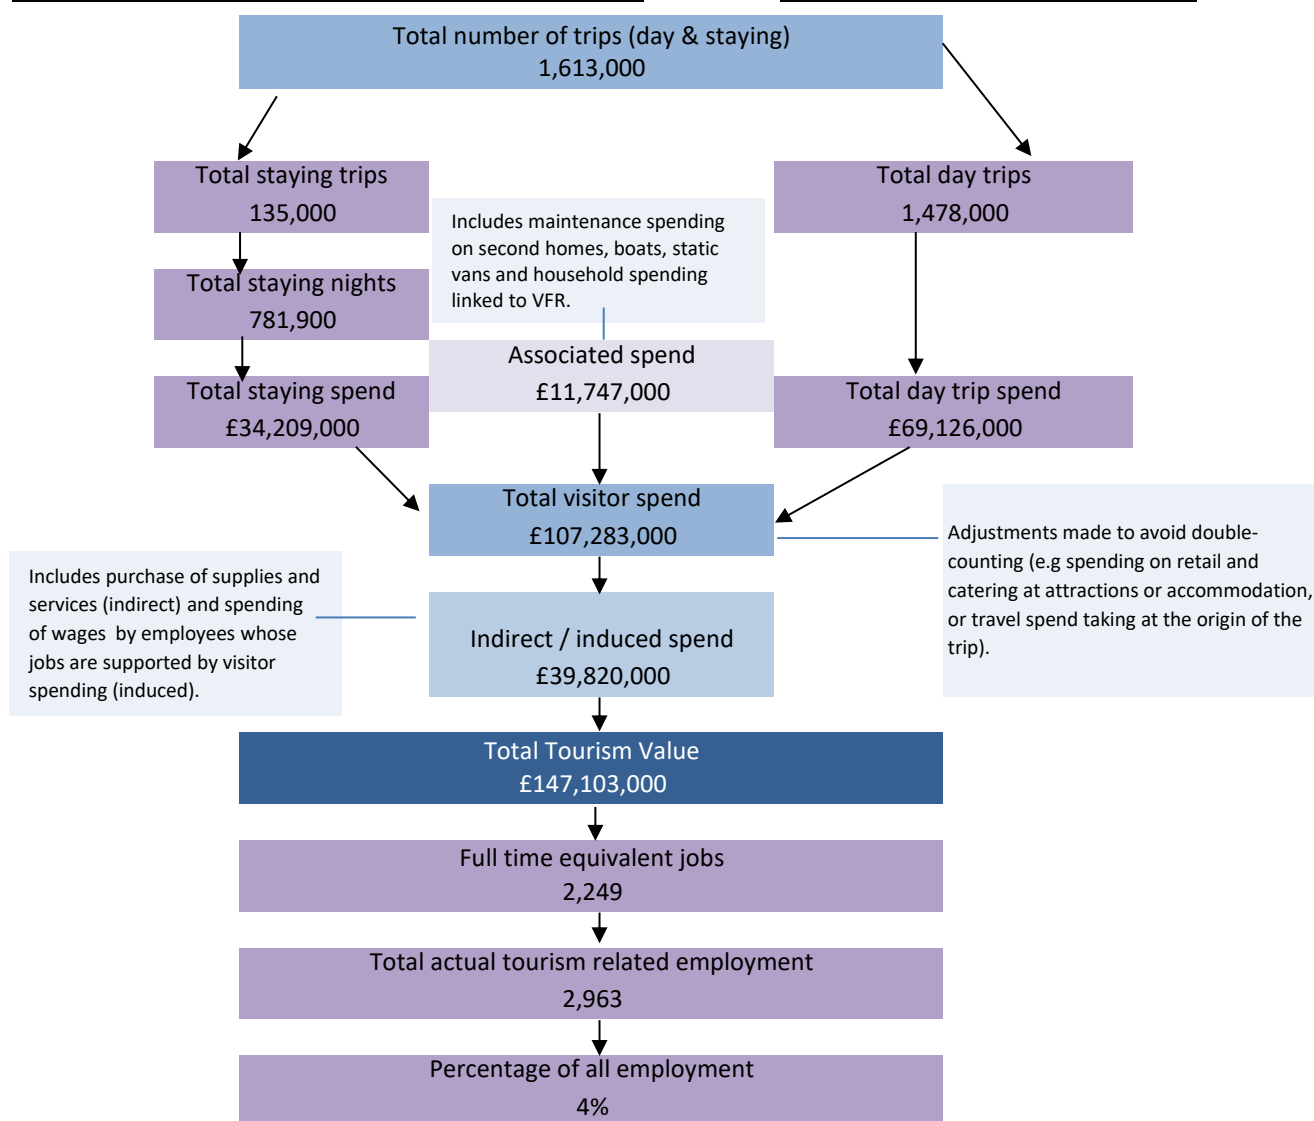 Total number of trips (day & staying)
1,613,000
Total staying trips
135,000
Total day trips
1,478,000
Includes maintenance spending
on second homes, boats, static
vans and household spending
linked to VFR.
Total staying nights
781,900
Associated spend
£11,747,000
Total staying spend
£34,209,000
Total day trip spend
£69,126,000
Total visitor spend
£107,283,000
Adjustments made to avoid double-
counting (e.g spending on retail and
catering at attractions or accommodation,
or travel spend taking at the origin of the
trip).
Includes purchase of supplies and
services (indirect) and spending
of wages by employees whose
jobs are supported by visitor
spending (induced).
Indirect / induced spend
£39,820,000
Total Tourism Value
£147,103,000
Full time equivalent jobs
2,249
Total actual tourism related employment
2,963
Percentage of all employment
4%